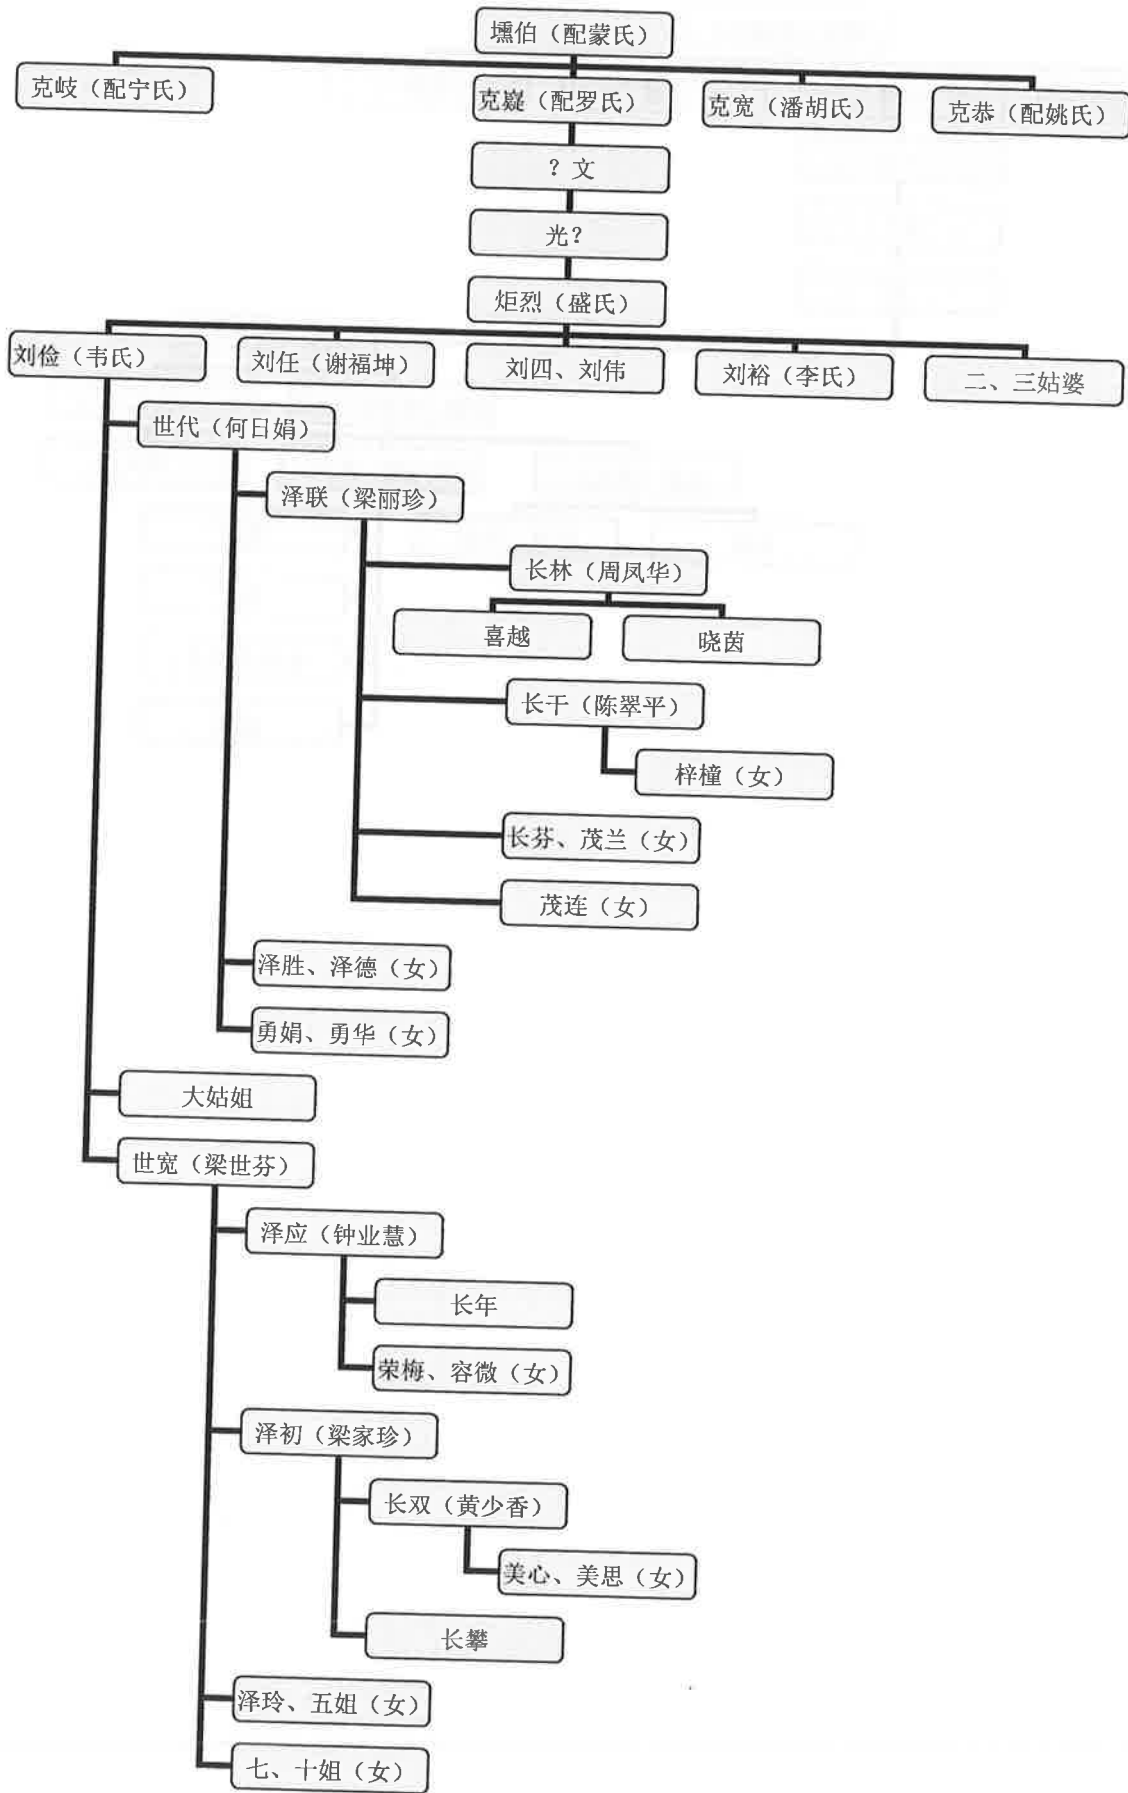 壎伯（配蒙氏）
克岐（配宁氏）
克嶷（配罗氏）
克宽（潘胡氏）
克恭（配姚氏）
？文
光？
炬烈（盛氏）
刘俭（韦氏）
刘任（谢福坤）
刘四、刘伟
刘裕（李氏）
二、三姑婆
世代（何日娟）
泽联（梁丽珍）
长林（周凤华）
喜越
晓茵
长干（陈翠平）
梓橦（女）
长芬、茂兰（女）
茂连（女）
泽胜、泽德（女）
勇娟、勇华（女）
大姑姐
世宽（梁世芬）
泽应（钟业慧）
长年
荣梅、容微（女）
泽初（梁家珍）
长双（黄少香）
美心、美思（女）
长攀
泽玲、五姐（女）
七、十姐（女）